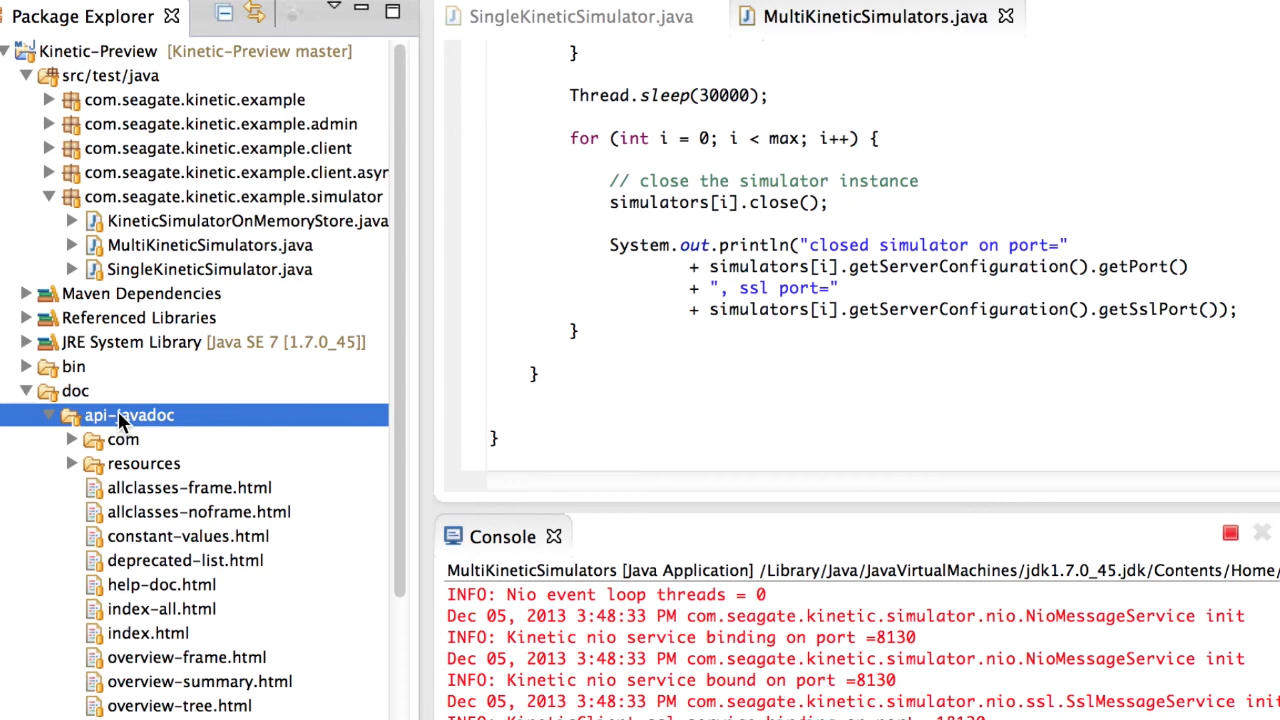 Package Explorer
Kinetic-Preview [Kinetic-Preview master]
src/test/java
com.seagate.kinetic.example
com.seagate.kinetic.example.admin
com.seagate.kinetic.example.client
com.seagate.kinetic.example.client.asyr
com.seagate.kinetic.example.simulator
KineticSimulatorOnMemoryStore.java
MultiKineticSimulators.java
SingleKineticSimulator.java
Maven Dependencies
Referenced Libraries
JRE System Library [Java SE 7 [1.7.0_45]]
bin
doc
api-javadoc
com
resources
allclasses-frame.html
allclasses-noframe.html
constant-values.html
deprecated-list.html
help-doc.html
index-all.html
index.html
overview-frame.html
overview-summary.html
overview-tree.html
SingleKineticSimulator.java
MultiKineticSimulators.java
}
Thread.sleep(30000);
for (int i = 0; i < max; i++) {
// close the simulator instance
simulators[i].close();
System.out.println("closed simulator on port="
+ simulators[i].getServerConfiguration().getPort()
+ ", ssl port="
+ simulators[i].getServerConfiguration().getSslPort());
}
}
}
Console
MultiKineticSimulators [Java Application] /Library/Java/JavaVirtualMachines/jdk1.7.0_45.jdk/Contents/Home/
INFO: Nio event loop threads = 0
Dec 05, 2013 3:48:33 PM com.seagate.kinetic.simulator.nio.NioMessageService init
INFO: Kinetic nio service binding on port =8130
Dec 05, 2013 3:48:33 PM com.seagate.kinetic.simulator.nio.NioMessageService init
INFO: Kinetic nio service bound on port =8130
Dec 05, 2013 3:48:33 PM com.seagate.kinetic.simulator.nio.ssl.SslMessageService init
INFO: KineticClient ssl service binding on port =18130